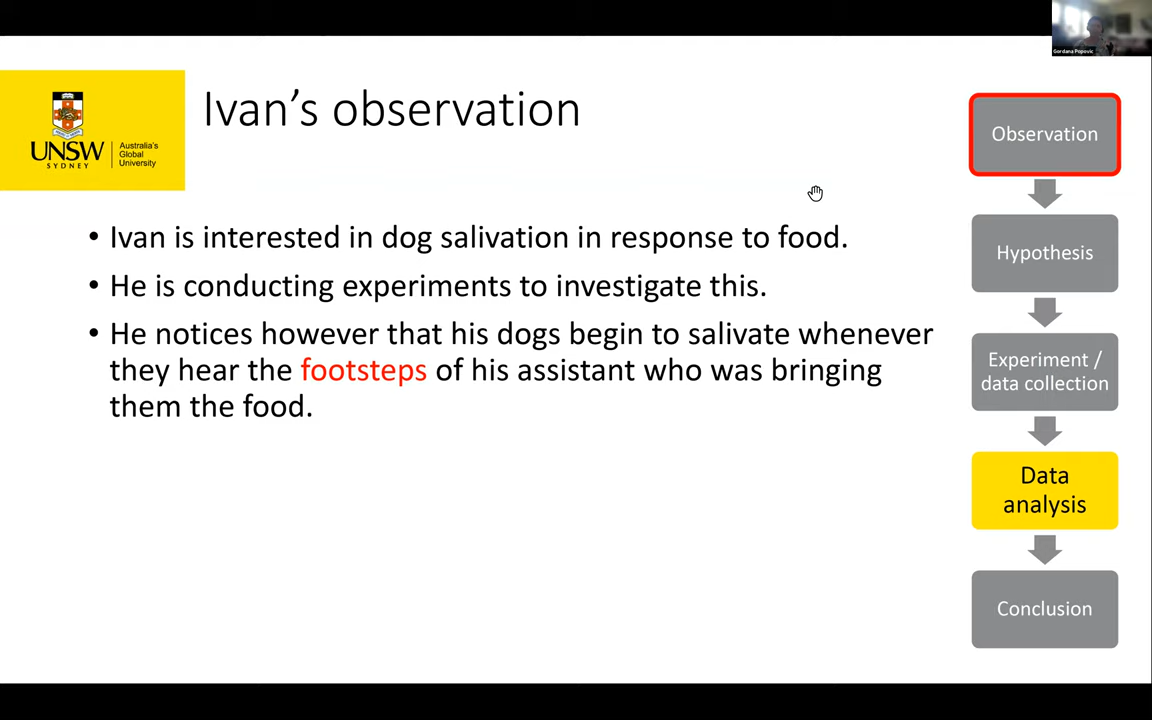 Gordana Popovic
UNSW
SYDNEY
Australia's
Global
University
Ivan's observation
• Ivan is interested in dog salivation in response to food.
• He is conducting experiments to investigate this.
• He notices however that his dogs begin to salivate whenever
they hear the footsteps of his assistant who was bringing
them the food.
Observation
Hypothesis
Experiment /
data collection
Data
analysis
Conclusion